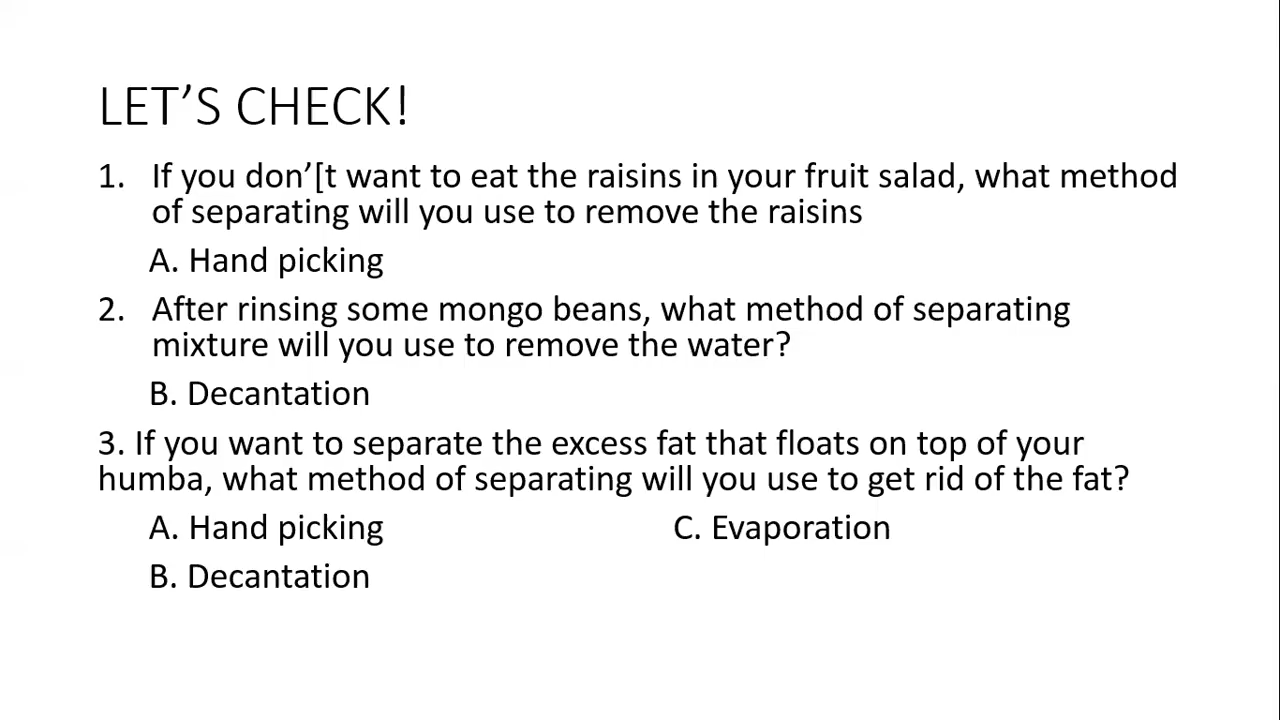 LET’S CHECK!
1. If you don’[t want to eat the raisins in your fruit salad, what method
of separating will you use to remove the raisins
A. Hand picking
2. After rinsing some mongo beans, what method of separating
mixture will you use to remove the water?
B. Decantation
3. If you want to separate the excess fat that floats on top of your
humba, what method of separating will you use to get rid of the fat?
A. Hand picking C. Evaporation
B. Decantation